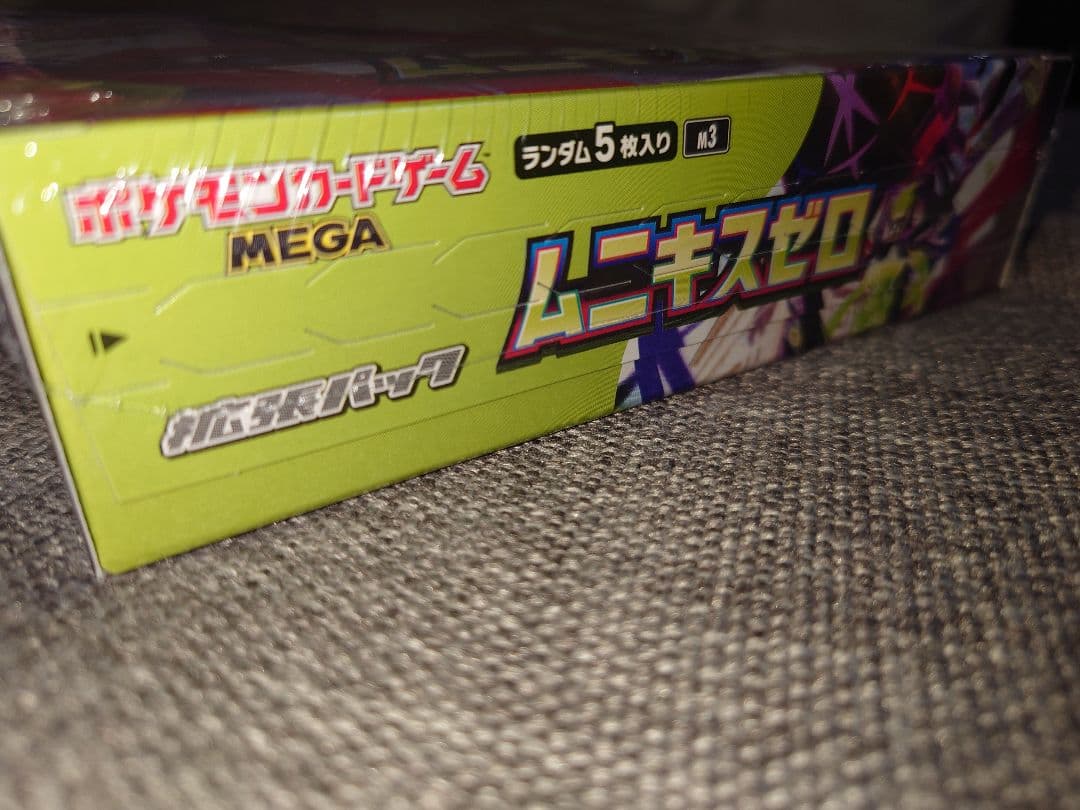 ポケモンカードゲーム
MEGA
ランダム5枚入り
M3
ムニキスゼロ
拡張パック